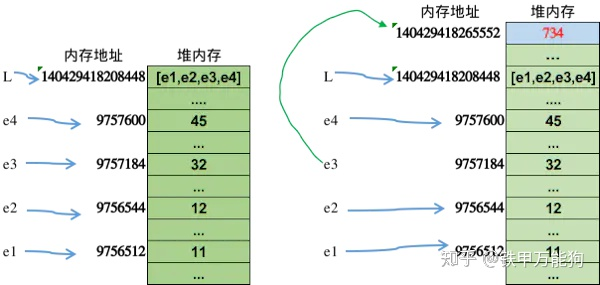 内存地址 堆内存
L 140429418208448 [e1,e2,e3,e4]
....
e4 9757600 45
...
e3 9757184 32
...
e2 9756544 12
...
e1 9756512 11
...
内存地址 堆内存
140429418265552 734
...
L 140429418208448 [e1,e2,e3,e4]
....
e4 9757600 45
...
e3 9757184 32
...
e2 9756544 12
...
e1 9756512 11
...
知乎 @铁甲万能狗